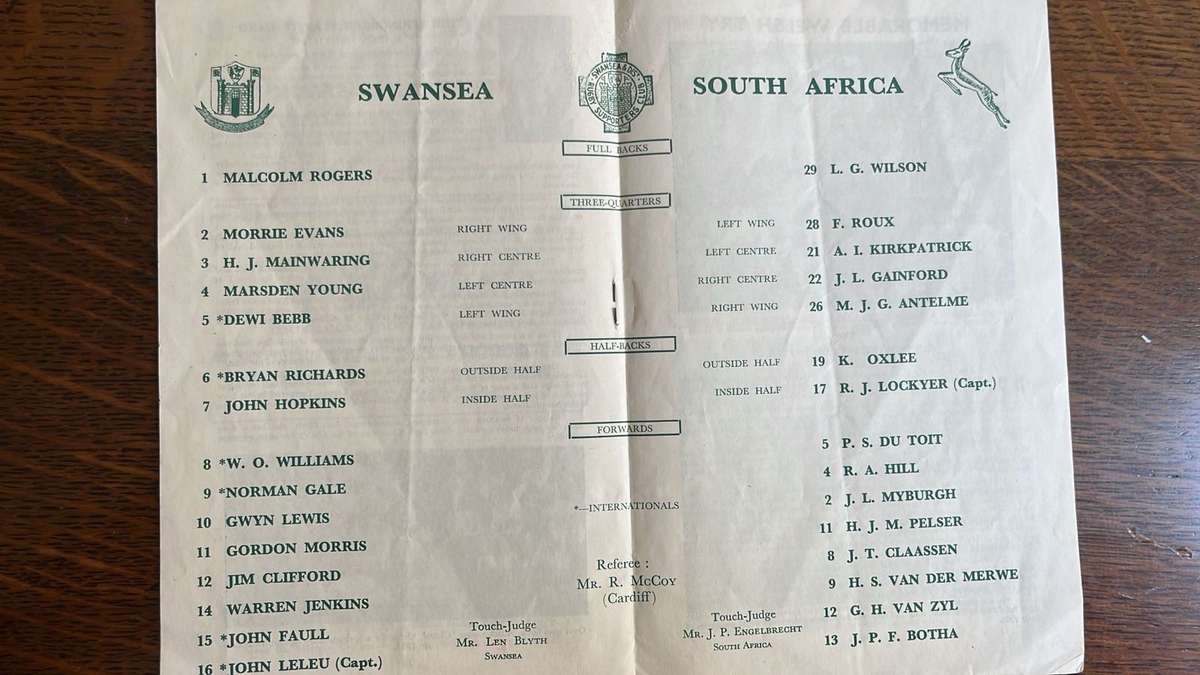 SWANSEA
SWANSEA & DIS
RUGBY
CLUB
SUPPORTERS
SOUTH AFRICA
FULL BACKS
1 MALCOLM ROGERS
29 L. G. WILSON
THREE-QUARTERS
2 MORRIE EVANS RIGHT WING
LEFT WING 28 F. ROUX
3 H. J. MAINWARING RIGHT CENTRE
LEFT CENTRE 21 A. I. KIRKPATRICK
4 MARSDEN YOUNG LEFT CENTRE
RIGHT CENTRE 22 J. L. GAINFORD
5 *DEWI BEBB LEFT WING
RIGHT WING 26 M. J. G. ANTELME
HALF-BACKS
6 *BRYAN RICHARDS OUTSIDE HALF
OUTSIDE HALF 19 K. OXLEE
7 JOHN HOPKINS INSIDE HALF
INSIDE HALF 17 R. J. LOCKYER (Capt.)
FORWARDS
8 *W. O. WILLIAMS
9 *NORMAN GALE
10 GWYN LEWIS
11 GORDON MORRIS
12 JIM CLIFFORD
14 WARREN JENKINS
15 *JOHN FAULL
16 *JOHN LELEU (Capt.)
5 P. S. DU TOIT
4 R. A. HILL
2 J. L. MYBURGH
11 H. J. M. PELSER
8 J. T. CLAASSEN
9 H. S. VAN DER MERWE
12 G. H. VAN ZYL
13 J. P. F. BOTHA
*—INTERNATIONALS
Referee :
MR. R. MCCOY
(Cardiff)
Touch-Judge
MR. LEN BLYTH
SWANSEA
Touch-Judge
MR. J. P. ENGELBRECHT
SOUTH AFRICA